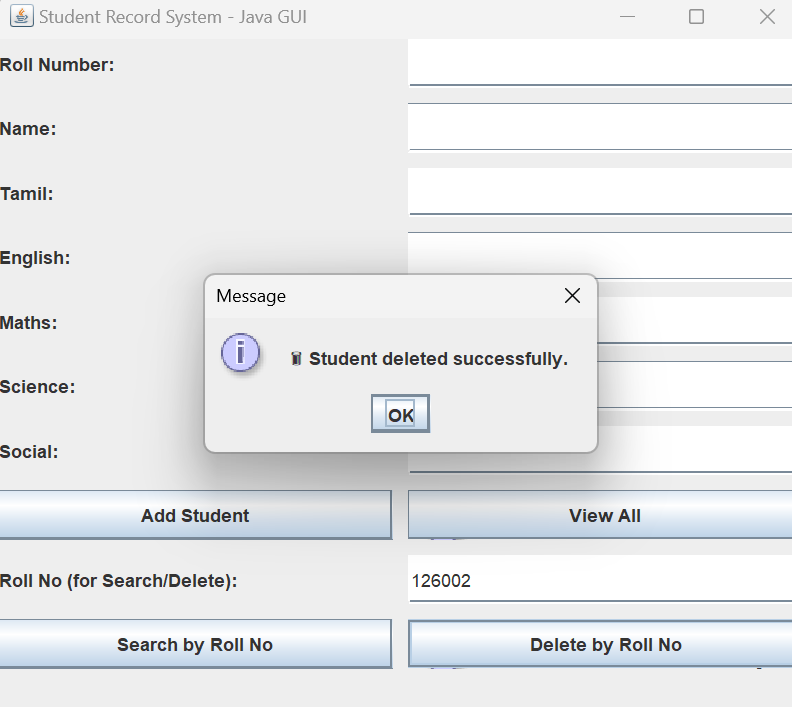 Student Record System - Java GUI
Roll Number:
Name:
Tamil:
English:
Maths:
Science:
Social:
Message
🗑 Student deleted successfully.
OK
Add Student
View All
Roll No (for Search/Delete):
126002
Search by Roll No
Delete by Roll No